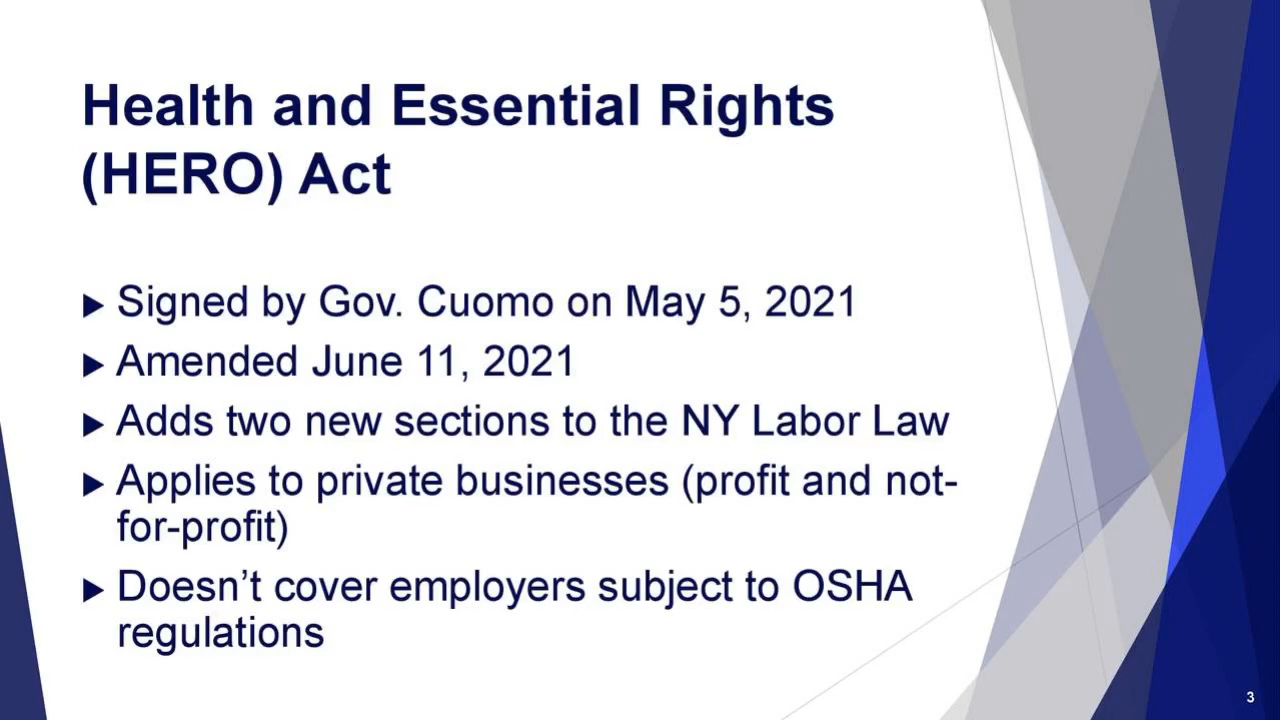 Health and Essential Rights
(HERO) Act
▶ Signed by Gov. Cuomo on May 5, 2021
▶ Amended June 11, 2021
▶ Adds two new sections to the NY Labor Law
▶ Applies to private businesses (profit and not-
for-profit)
▶ Doesn’t cover employers subject to OSHA
regulations
3